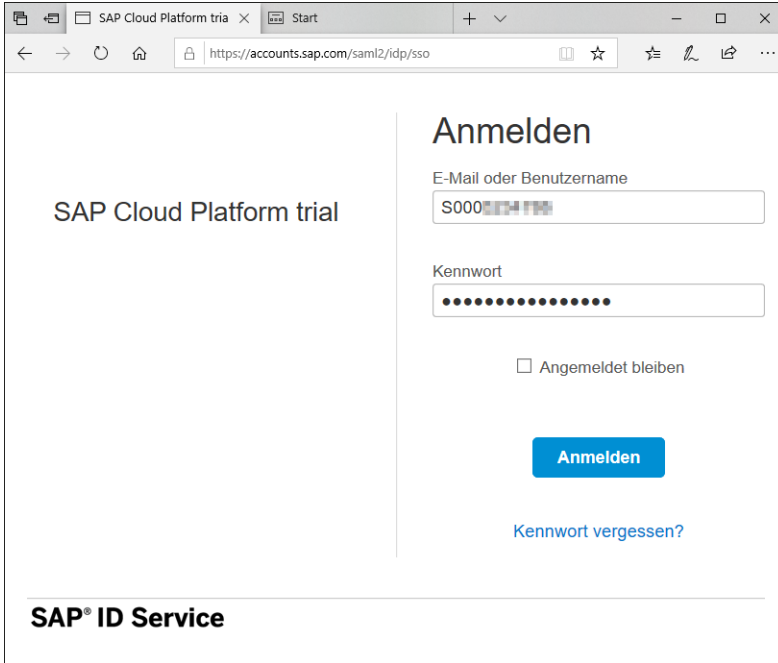 SAP Cloud Platform tria
Start
https://accounts.sap.com/saml2/idp/sso
Anmelden
E-Mail oder Benutzername
SAP Cloud Platform trial
S000
Kennwort
Angemeldet bleiben
Anmelden
Kennwort vergessen?
SAP® ID Service